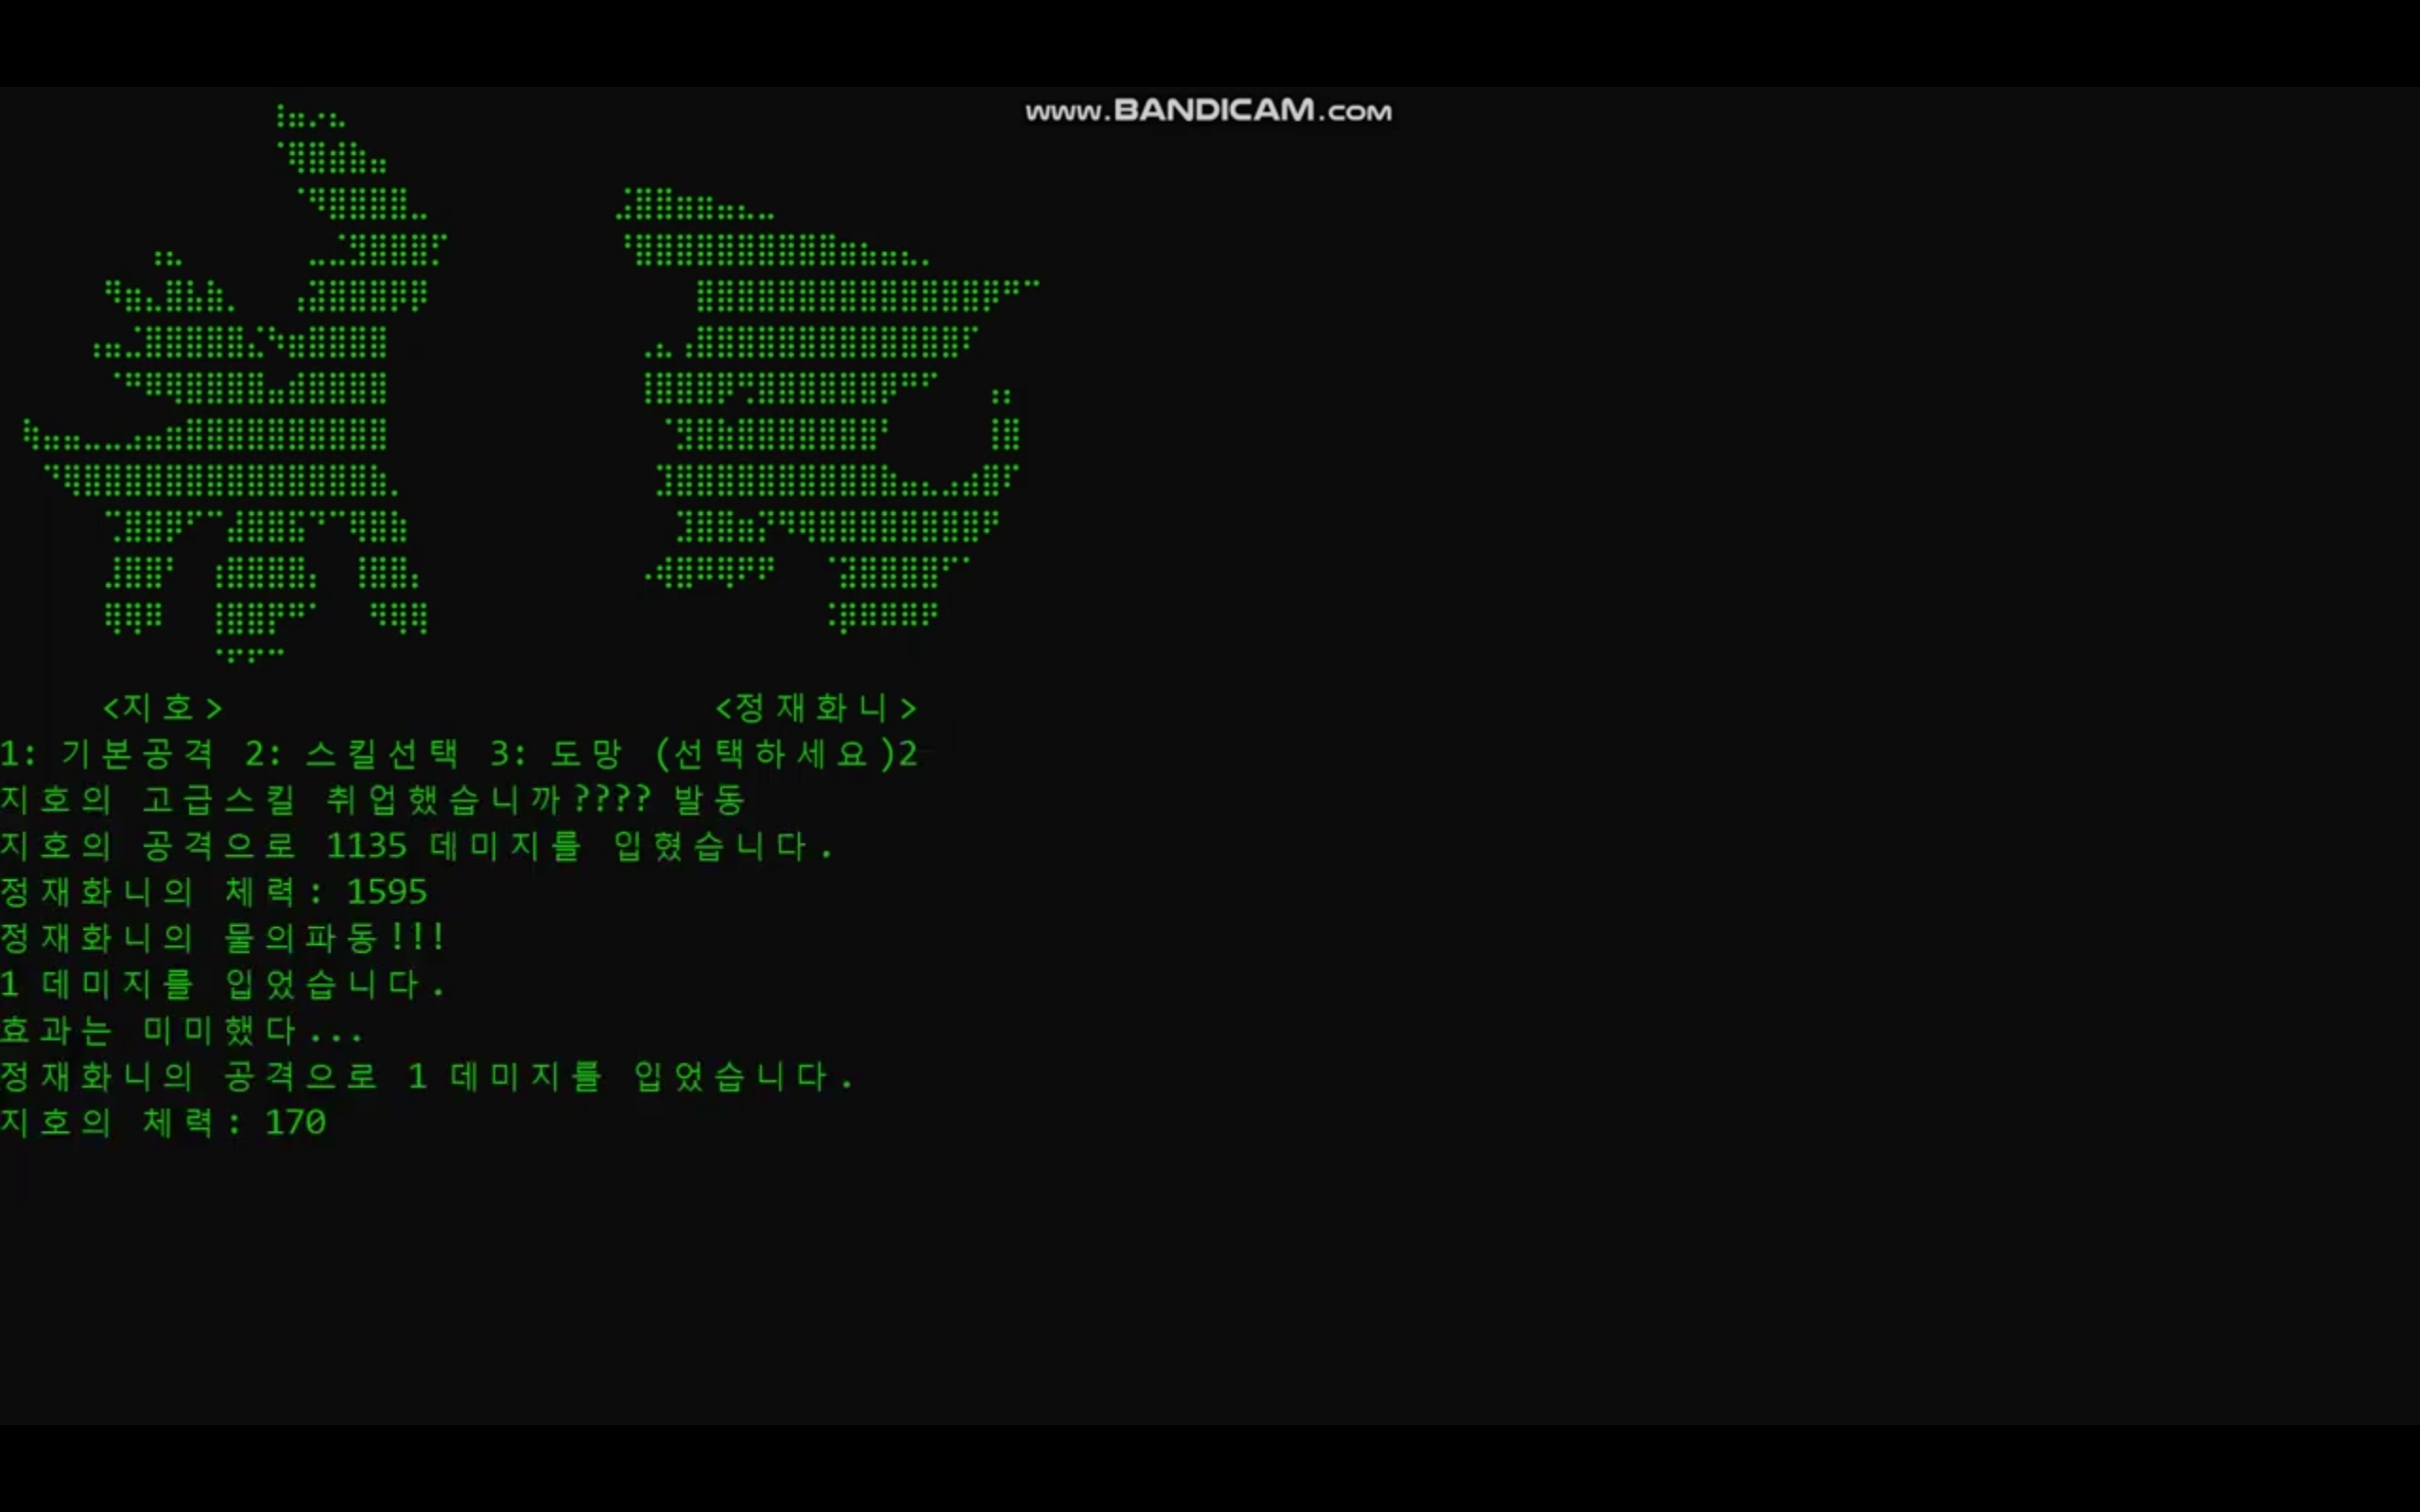 www.BANDICAM.COM
<지호> <정재화니>
1: 기본공격 2: 스킬선택 3: 도망 (선택하세요)2
지호의 고급스킬 취업했습니까???? 발동
지호의 공격으로 1135 데미지를 입혔습니다.
정재화니의 체력: 1595
정재화니의 물의파동!!!
1 데미지를 입었습니다.
효과는 미미했다...
정재화니의 공격으로 1 데미지를 입었습니다.
지호의 체력: 170